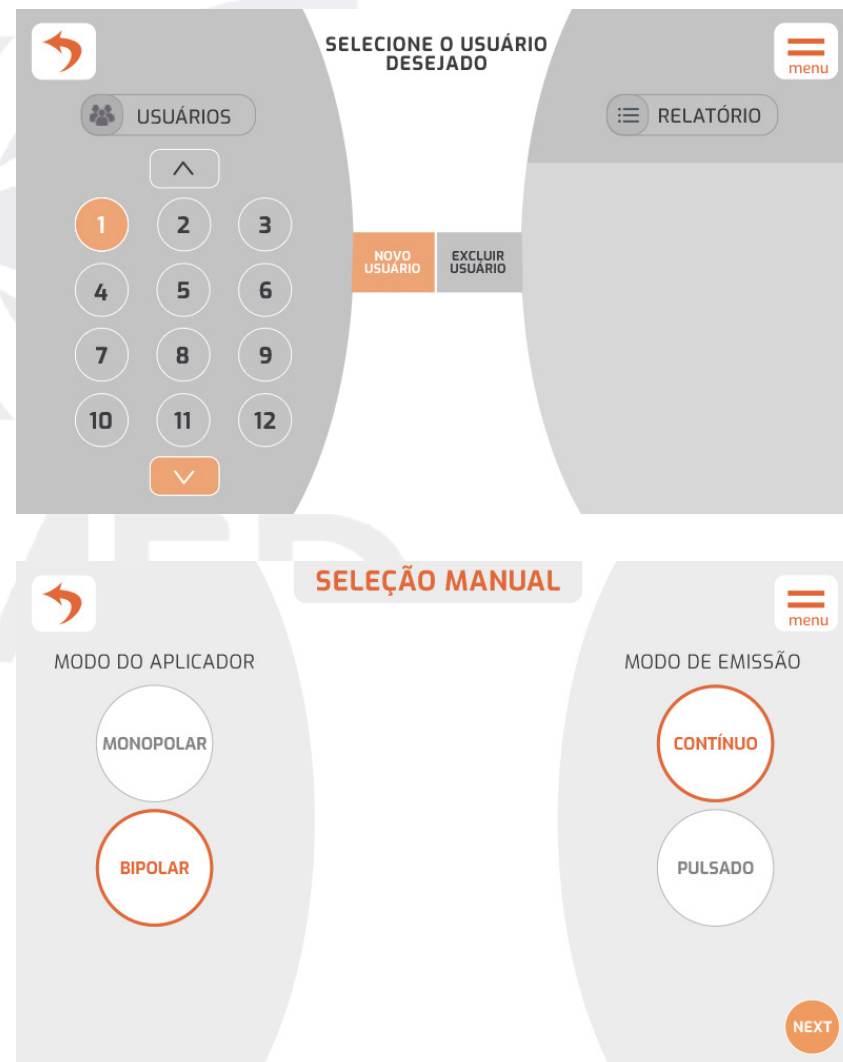 SELECIONE O USUÁRIO
DESEJADO
menu
USUÁRIOS
RELATÓRIO
1 2 3
NOVO
USUÁRIO
EXCLUIR
USUÁRIO
4 5 6
7 8 9
10 11 12
SELEÇÃO MANUAL
menu
MODO DO APLICADOR
MODO DE EMISSÃO
MONOPOLAR
CONTÍNUO
BIPOLAR
PULSADO
NEXT